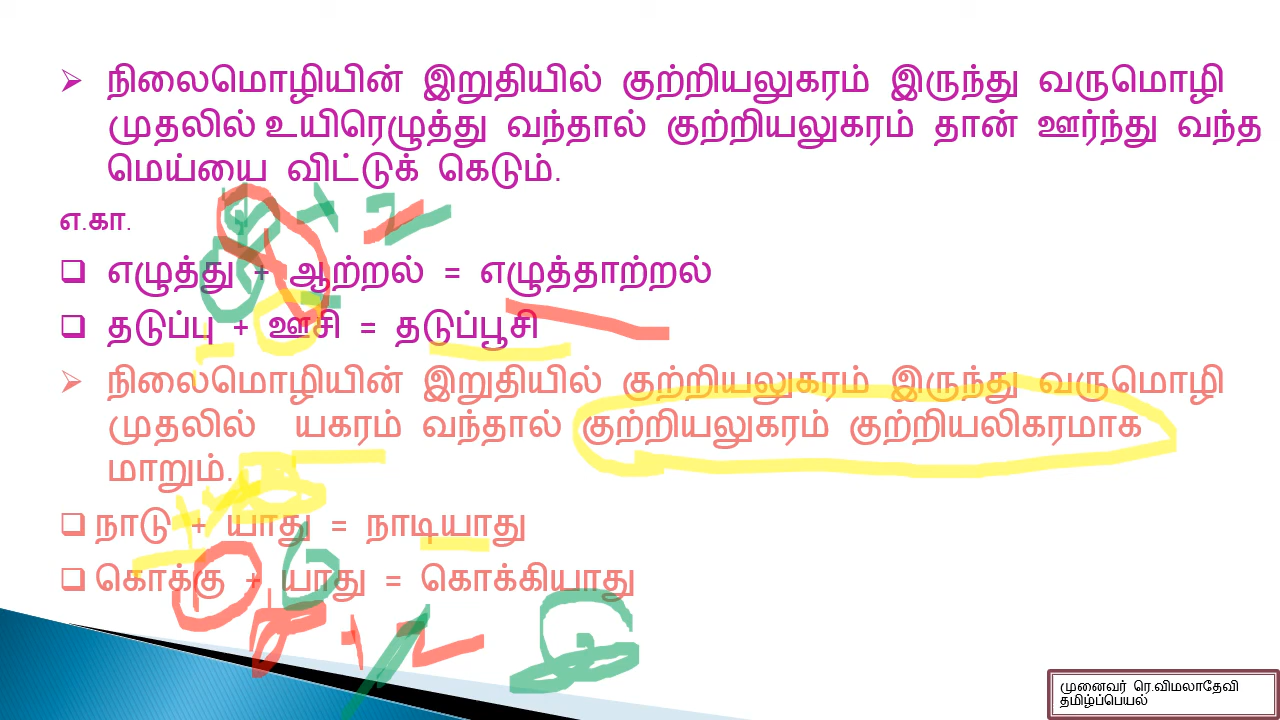 நிலைமொழியின் இறுதியில் குற்றியலுகரம் இருந்து வருமொழி
முதலில் உயிரெழுத்து வந்தால் குற்றியலுகரம் தான் ஊர்ந்து வந்த
மெய்யை விட்டுக் கெடும்.
எ.கா.
எழுத்து + ஆற்றல் = எழுத்தாற்றல்
தடுப்பு + ஊசி = தடுப்பூசி
நிலைமொழியின் இறுதியில் குற்றியலுகரம் இருந்து வருமொழி
முதலில் யகரம் வந்தால் குற்றியலுகரம் குற்றியலிகரமாக
மாறும்.
நாடு + யாது = நாடியாது
கொக்கு + யாது = கொக்கியாது
முனைவர் ரெ.விமலாதேவி
தமிழ்ப்பெயல்